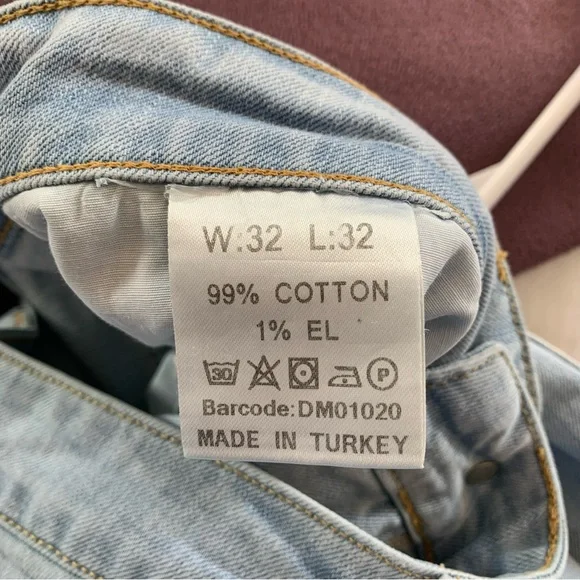 W:32 L:32
99% COTTON
1% EL
30 P
Barcode:DM01020
MADE IN TURKEY